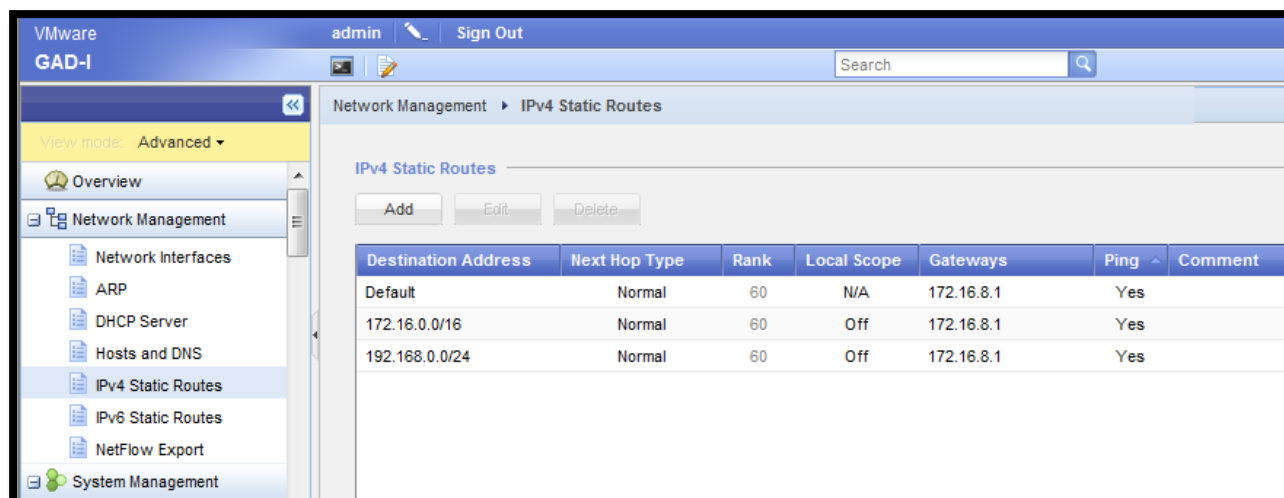 VMware
admin Sign Out
GAD-I
Search
Network Management IPv4 Static Routes
View mode: Advanced
Overview
Network Management
Network Interfaces
ARP
DHCP Server
Hosts and DNS
IPv4 Static Routes
IPv6 Static Routes
NetFlow Export
System Management
IPv4 Static Routes
Add Edit Delete
Destination Address Next Hop Type Rank Local Scope Gateways Ping Comment
Default Normal 60 N/A 172.16.8.1 Yes
172.16.0.0/16 Normal 60 Off 172.16.8.1 Yes
192.168.0.0/24 Normal 60 Off 172.16.8.1 Yes